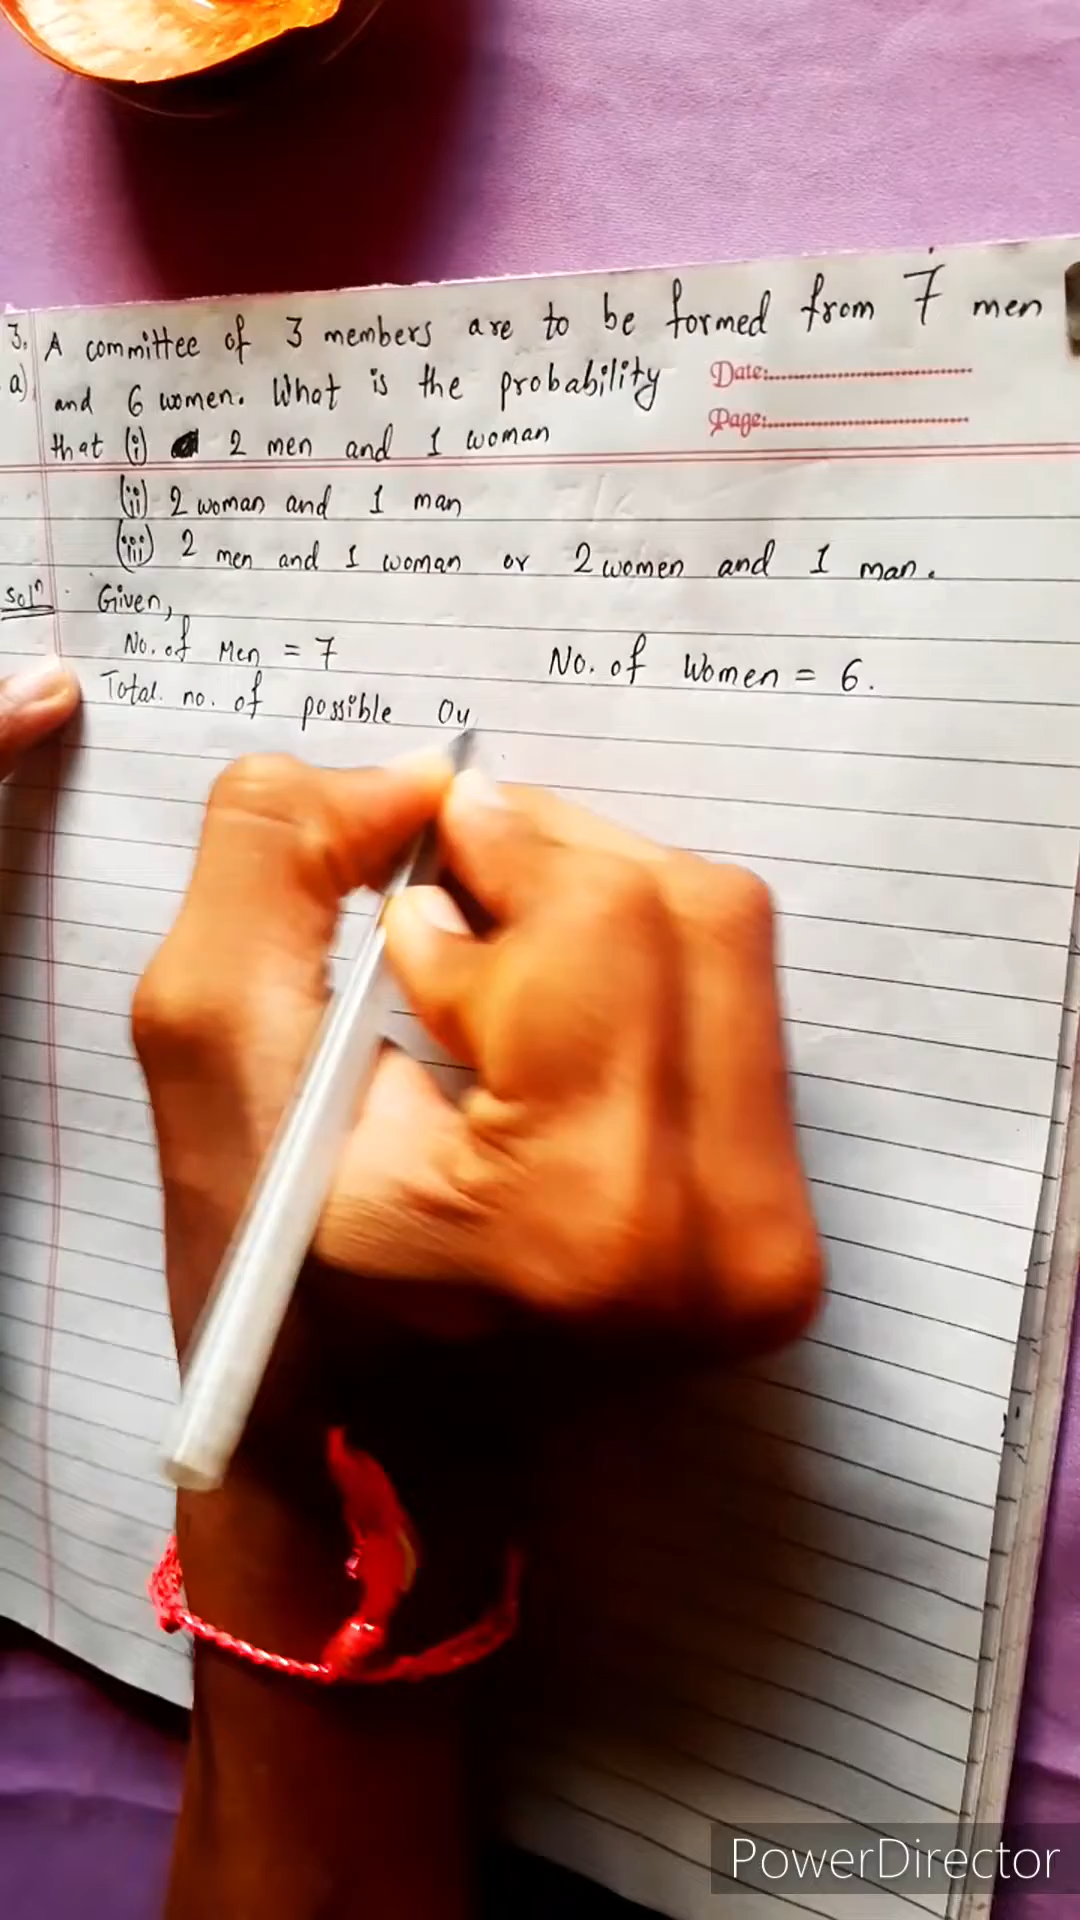 3. A committee of 3 members are to be formed from 7 men
a) and 6 women. What is the probability
Date:
Page:
that (i) 2 men and 1 woman
(ii) 2 woman and 1 man
(iii) 2 men and 1 woman or 2 women and 1 man.
Solⁿ Given,
No. of Men = 7 No. of Women = 6.
Total. no. of possible Ou
PowerDirector